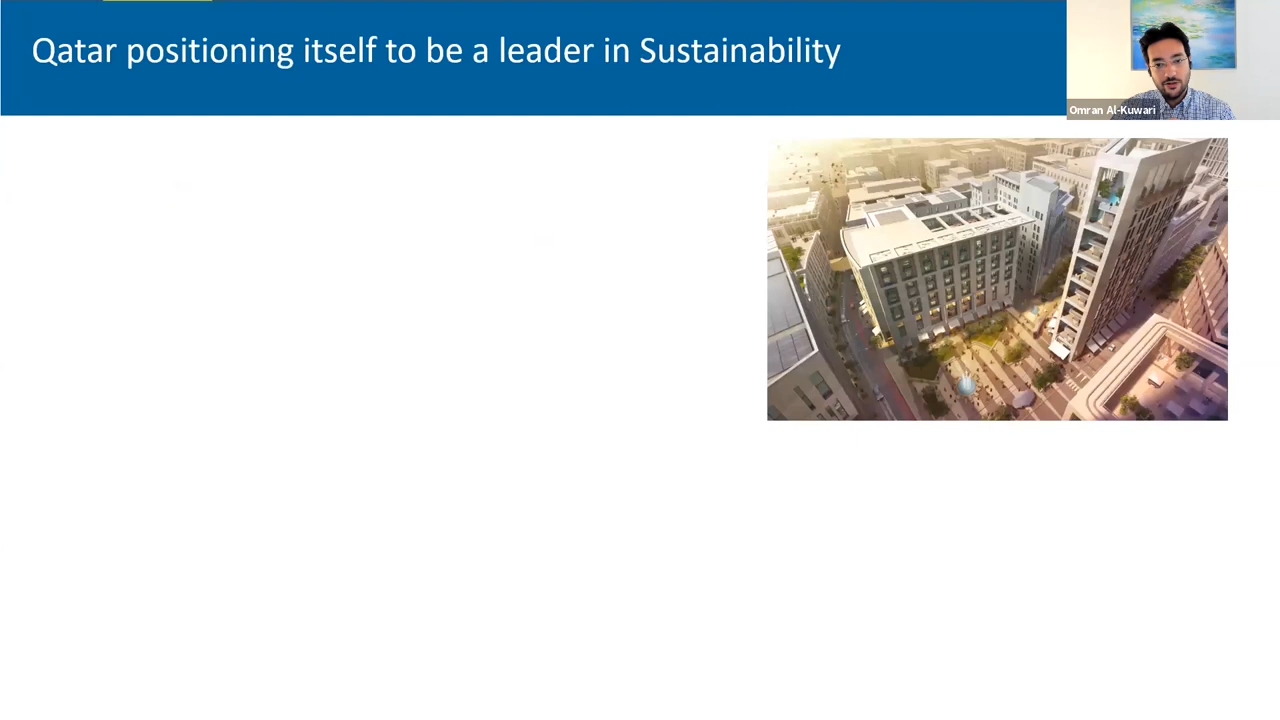 Qatar positioning itself to be a leader in Sustainability
Omran Al-Kuwari